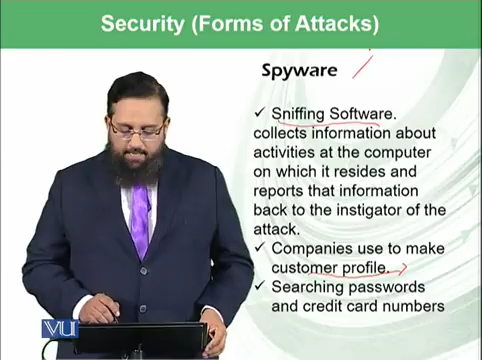 Security (Forms of Attacks)
Spyware
✓ Sniffing Software.
collects information about
activities at the computer
on which it resides and
reports that information
back to the instigator of the
attack.
✓ Companies use to make
customer profile.
✓ Searching passwords
and credit card numbers
VU